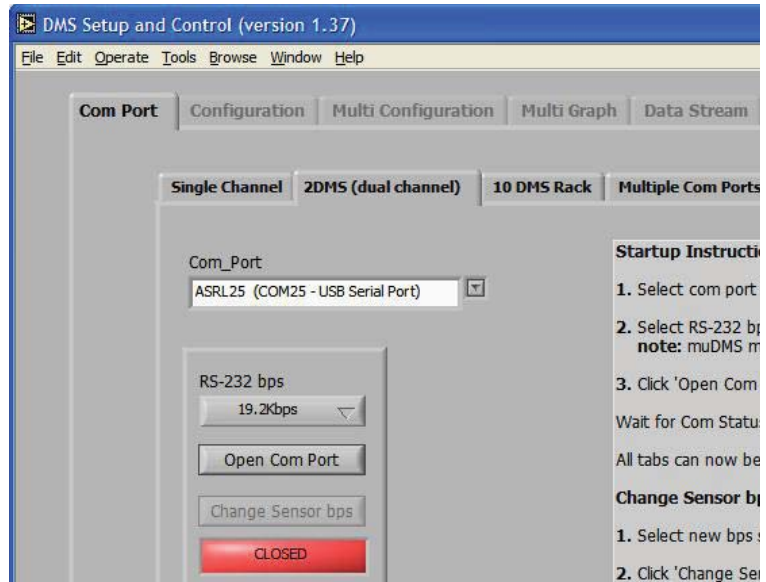 DMS Setup and Control (version 1.37)
File Edit Operate Tools Browse Window Help
Com Port Configuration Multi Configuration Multi Graph Data Stream
Single Channel 2DMS (dual channel) 10 DMS Rack Multiple Com Ports
Com_Port
ASRL25 (COM25 - USB Serial Port)
RS-232 bps
19.2Kbps
Open Com Port
Change Sensor bps
CLOSED
Startup
1. Select com port
2. Select RS-232
note: muDMS
3. Click 'Open Com
Wait for Com
All tabs can now be
Change Sensor
1. Select new bps
2. Click 'Change